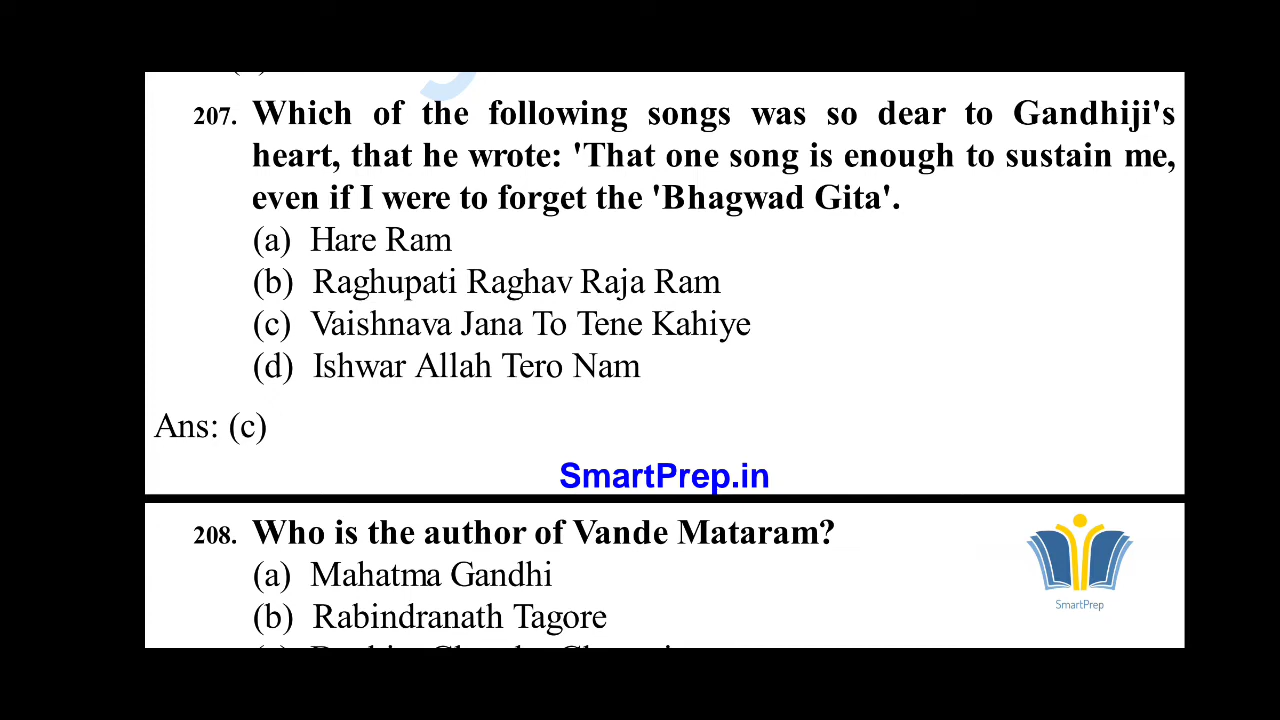 207. Which of the following songs was so dear to Gandhiji's
heart, that he wrote: 'That one song is enough to sustain me,
even if I were to forget the 'Bhagwad Gita'.
(a) Hare Ram
(b) Raghupati Raghav Raja Ram
(c) Vaishnava Jana To Tene Kahiye
(d) Ishwar Allah Tero Nam
Ans: (c)
SmartPrep.in
208. Who is the author of Vande Mataram?
(a) Mahatma Gandhi
(b) Rabindranath Tagore
SmartPrep